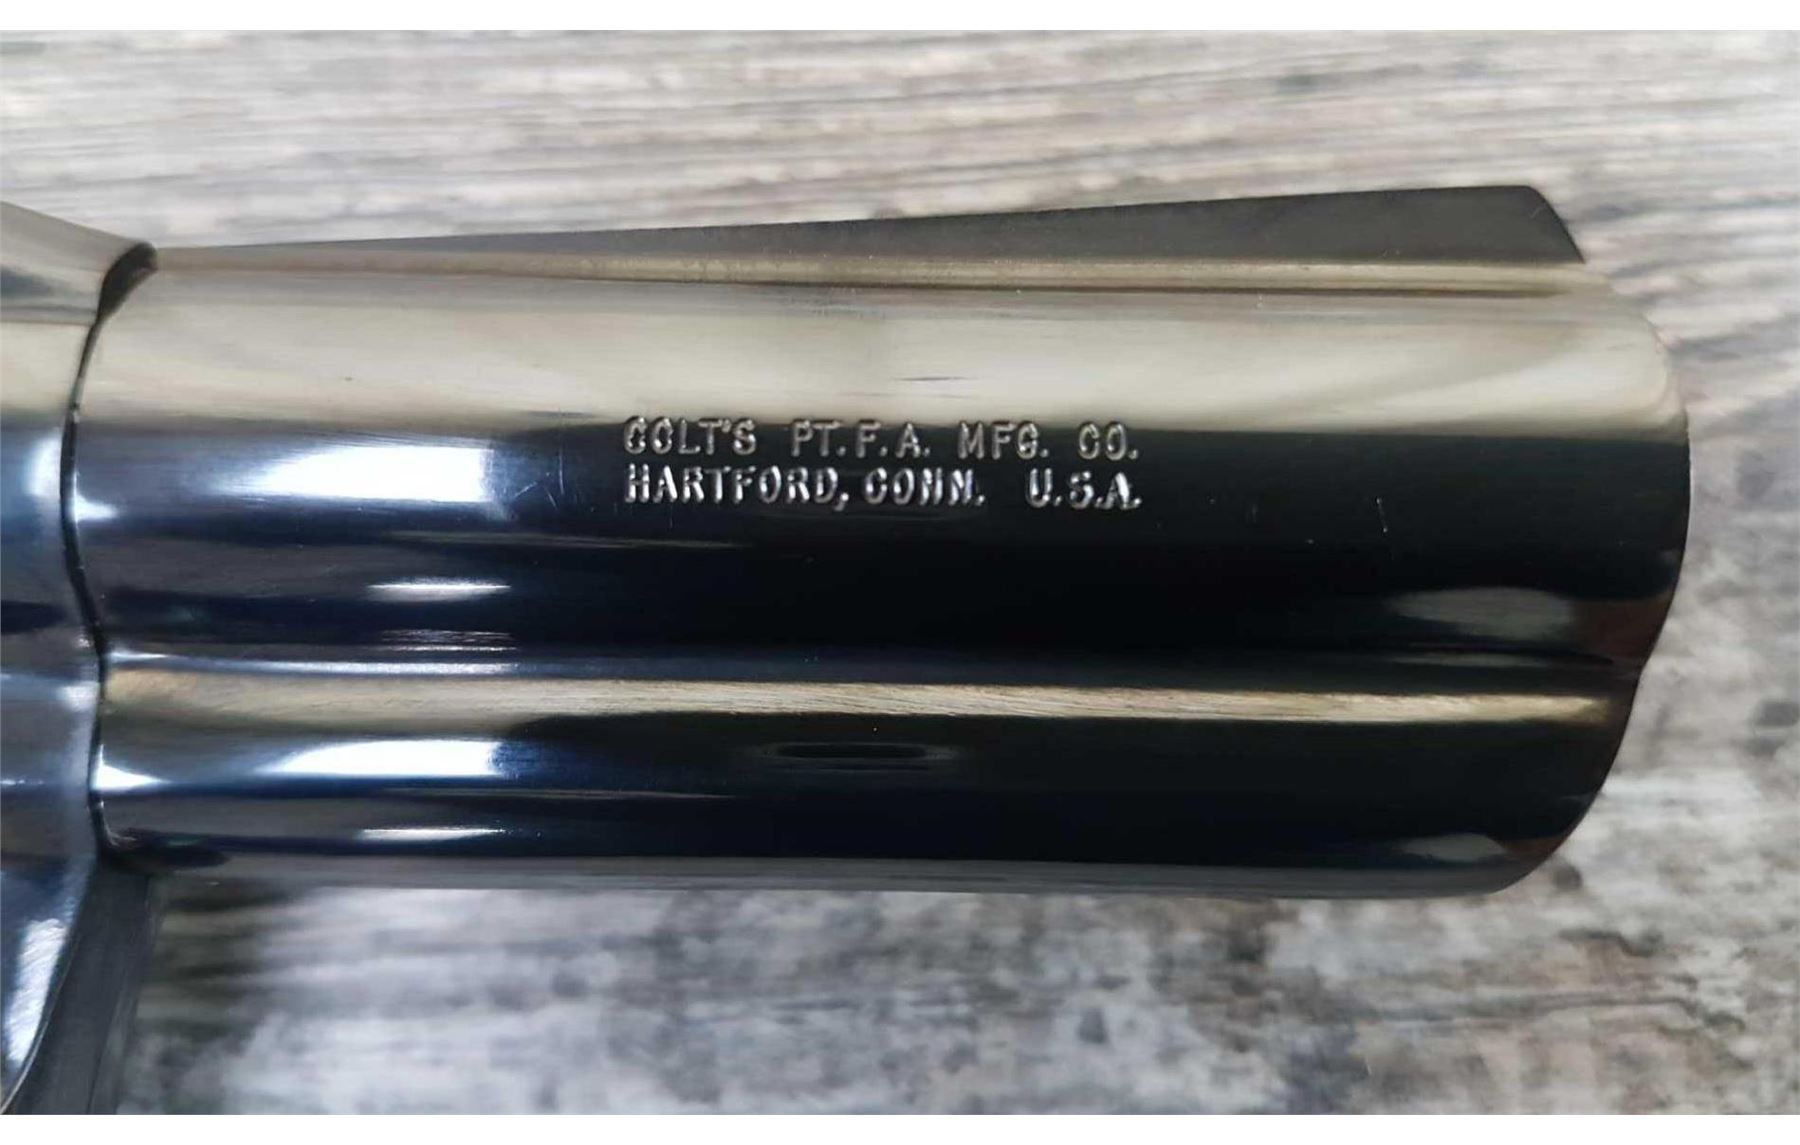 COLT'S PT.F.A. MFG. CO.
HARTFORD, CONN. U.S.A.